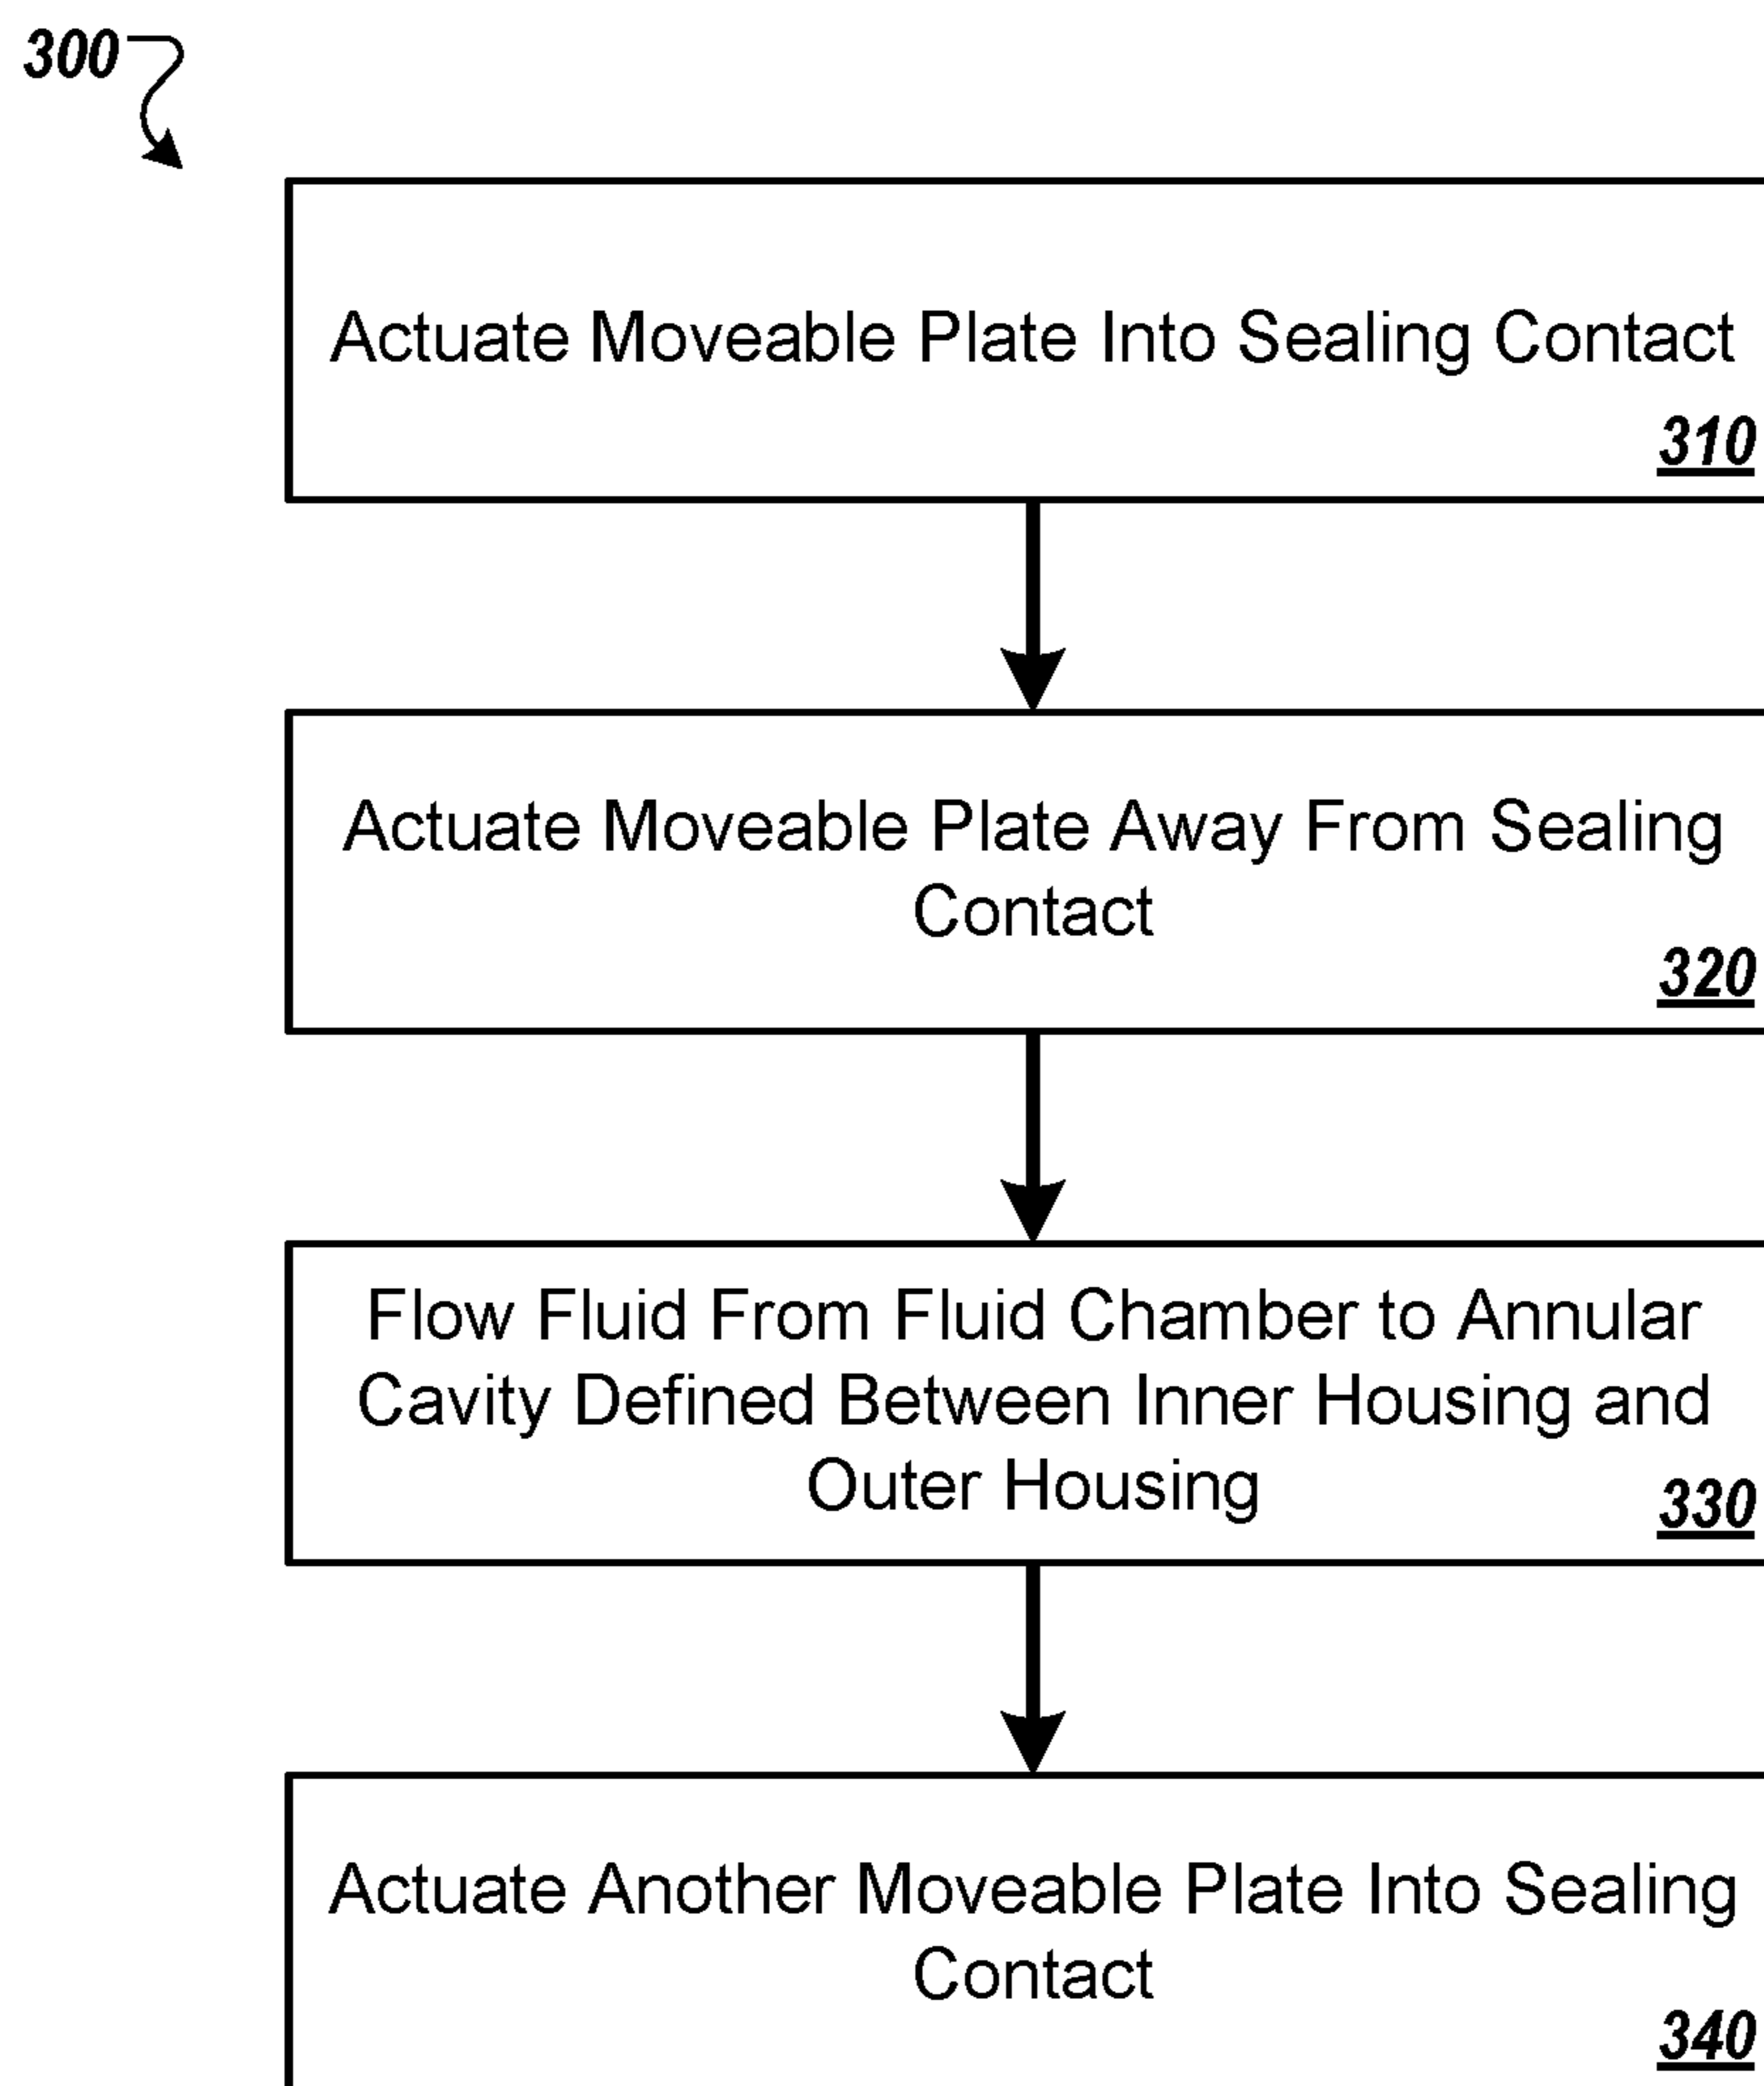 300
Actuate Moveable Plate Into Sealing Contact
310
Actuate Moveable Plate Away From Sealing
Contact
320
Flow Fluid From Fluid Chamber to Annular
Cavity Defined Between Inner Housing and
Outer Housing
330
Actuate Another Moveable Plate Into Sealing
Contact
340